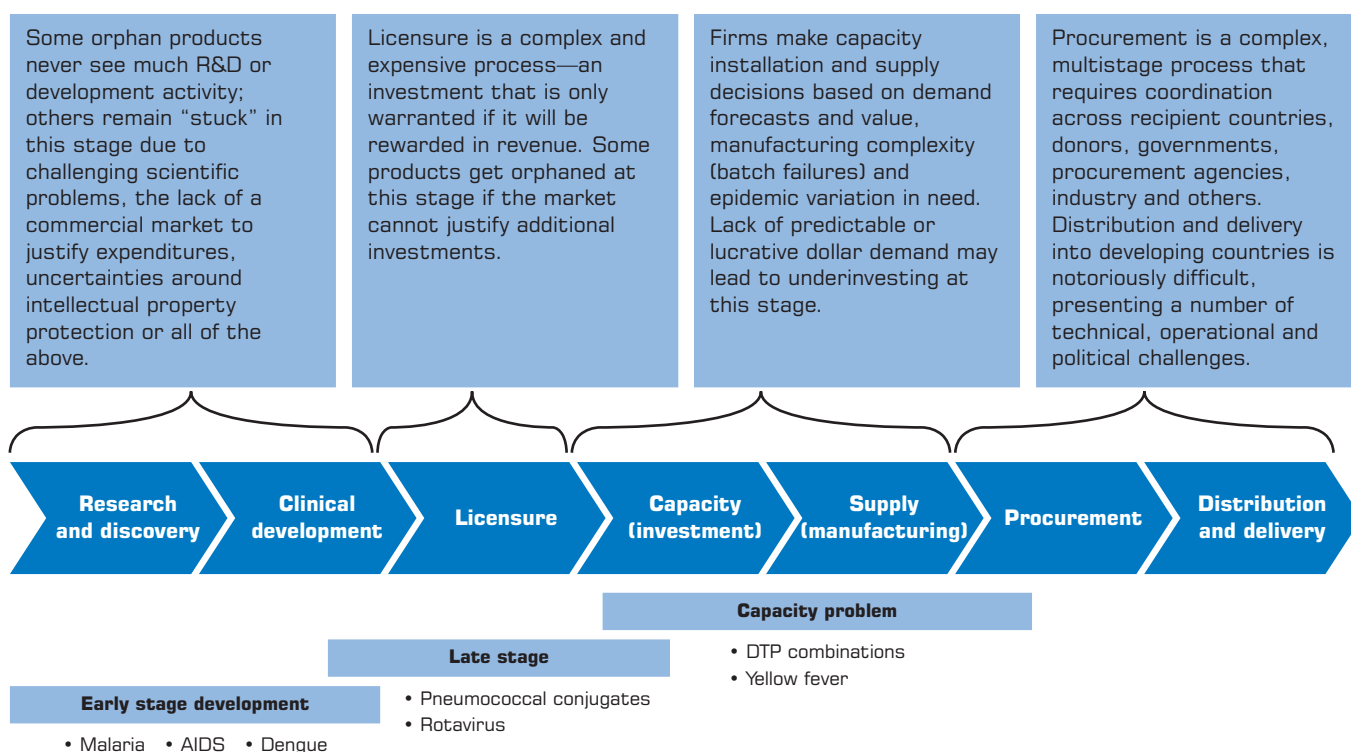 Some orphan products
never see much R&D or
development activity;
others remain “stuck” in
this stage due to
challenging scientific
problems, the lack of a
commercial market to
justify expenditures,
uncertainties around
intellectual property
protection or all of the
above.
Licensure is a complex and
expensive process—an
investment that is only
warranted if it will be
rewarded in revenue. Some
products get orphaned at
this stage if the market
cannot justify additional
investments.
Firms make capacity
installation and supply
decisions based on demand
forecasts and value,
manufacturing complexity
(batch failures) and
epidemic variation in need.
Lack of predictable or
lucrative dollar demand may
lead to underinvesting at
this stage.
Procurement is a complex,
multistage process that
requires coordination
across recipient countries,
donors, governments,
procurement agencies,
industry and others.
Distribution and delivery
into developing countries is
notoriously difficult,
presenting a number of
technical, operational and
political challenges.
Research
and discovery
Clinical
development
Licensure
Capacity
(investment)
Supply
(manufacturing)
Procurement
Distribution
and delivery
Capacity problem
• DTP combinations
• Yellow fever
Late stage
• Pneumococcal conjugates
• Rotavirus
Early stage development
• Malaria • AIDS • Dengue